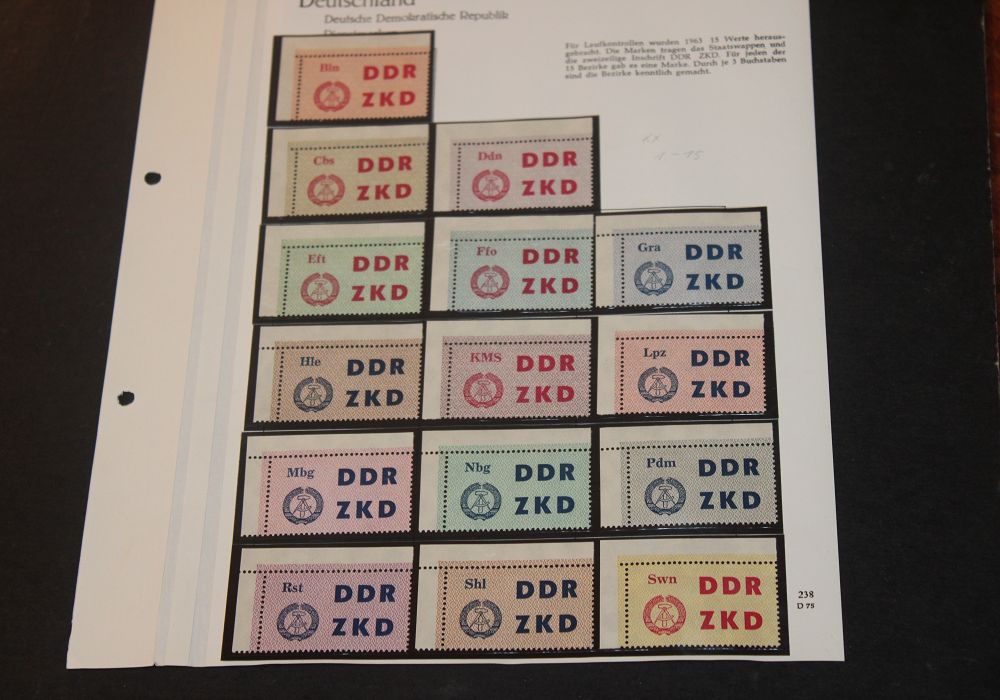 Deutschland
Deutsche Demokratische Republik
Dienstmarken
Für Laufkontrollen wurden 1963 15 Werte heraus-
gebracht. Die Marken tragen das Staatswappen und
die zweizeilige Inschrift DDR ZKD. Für jeden der
15 Bezirke gab es eine Marke. Durch je 3 Buchstaben
sind die Bezirke kenntlich gemacht.
1-15
Bln DDR
ZKD
Cbs DDR
ZKD
Ddn DDR
ZKD
Eft DDR
ZKD
Ffo DDR
ZKD
Gra DDR
ZKD
Hle DDR
ZKD
KMS DDR
ZKD
Lpz DDR
ZKD
Mbg DDR
ZKD
Nbg DDR
ZKD
Pdm DDR
ZKD
Rst DDR
ZKD
Shl DDR
ZKD
Swn DDR
ZKD
238
D 75